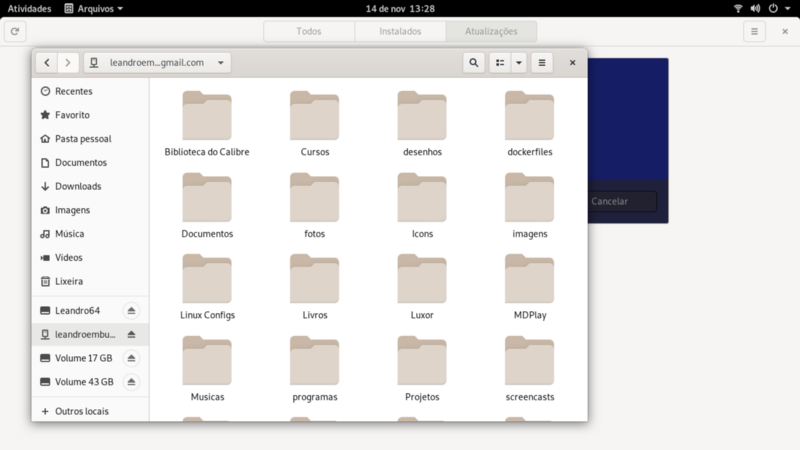 Atividades Arquivos 14 de nov 13:28
Todos Instalados Atualizações
leandroem...gmail.com
Recentes
Favorito
Pasta pessoal
Documentos
Downloads
Imagens
Música
Vídeos
Lixeira
Leandro64
leandroembu...
Volume 17 GB
Volume 43 GB
Outros locais
Biblioteca do Calibre Cursos desenhos dockerfiles
Documentos fotos Icons imagens
Linux Configs Livros Luxor MDPlay
Musicas programas Projetos screencasts
Cancelar